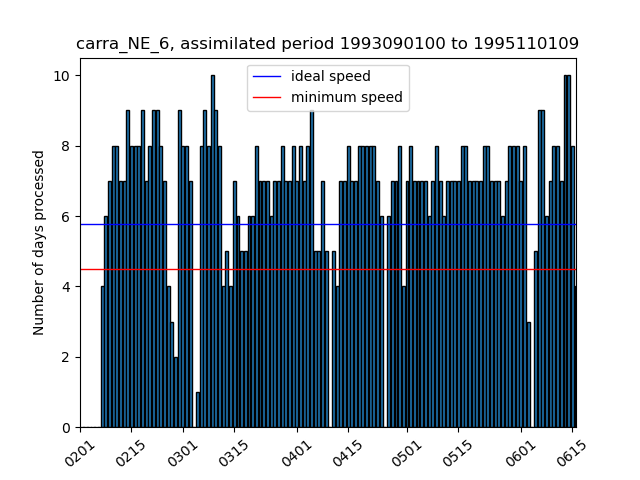 carra_NE_6, assimilated period 1993090100 to 1995110109
ideal speed
minimum speed
Number of days processed
10
8
6
4
2
0
0201 0215 0301 0315 0401 0415 0501 0515 0601 0615